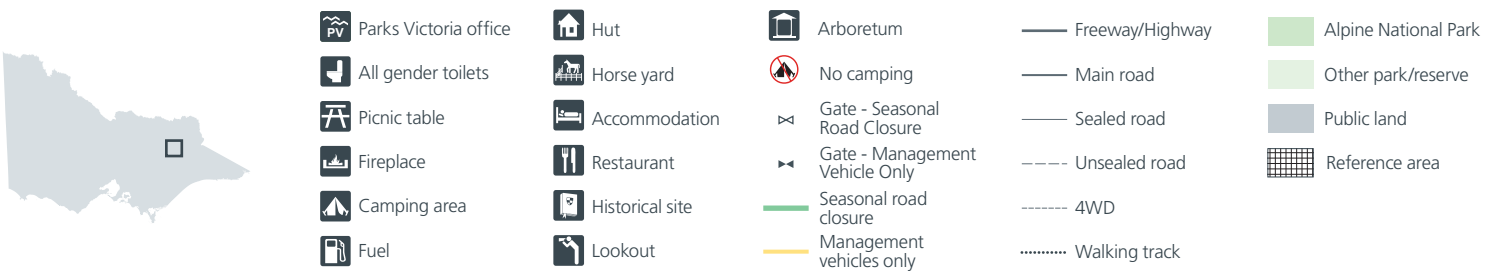 PV
Parks Victoria office
All gender toilets
Picnic table
Fireplace
Camping area
Fuel
Hut
Horse yard
Accommodation
Restaurant
Historical site
Lookout
Arboretum
No camping
Gate - Seasonal
Road Closure
Gate - Management
Vehicle Only
Seasonal road
closure
Management
vehicles only
Freeway/Highway
Main road
Sealed road
Unsealed road
4WD
Walking track
Alpine National Park
Other park/reserve
Public land
Reference area